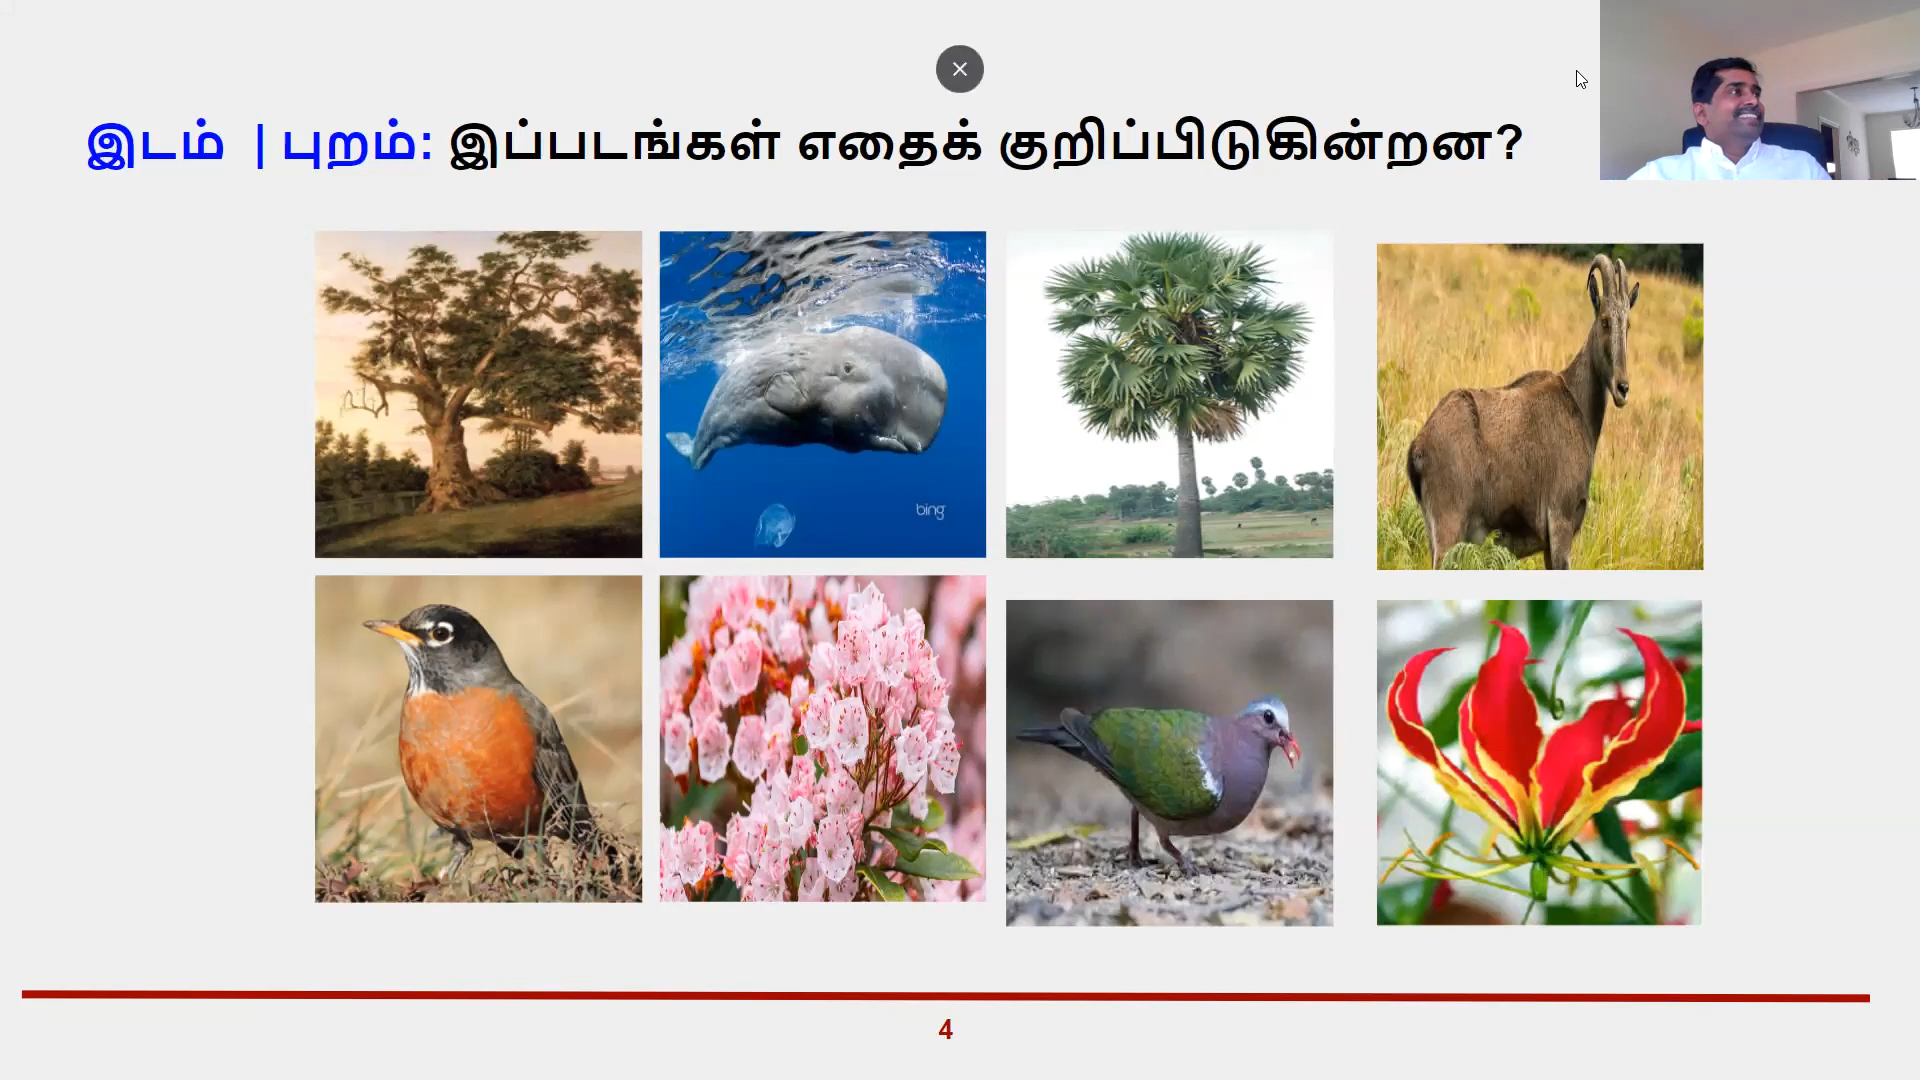 இடம் | புறம்: இப்படங்கள் எதைக் குறிப்பிடுகின்றன?
bing
4